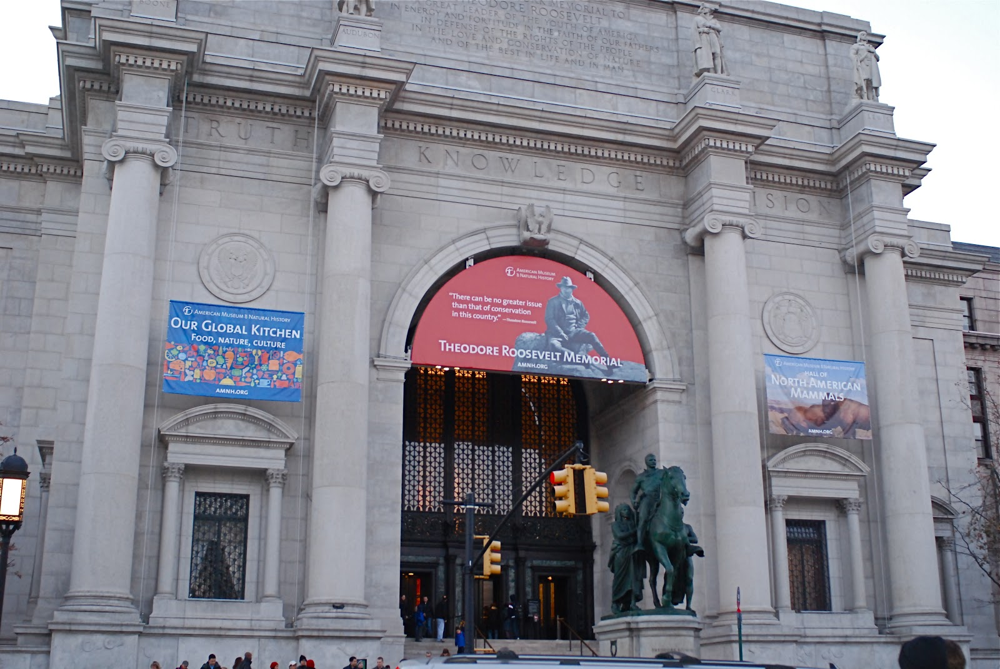 BOONE
AUDUBON
MEMORIAL TO
THEODORE ROOSEVELT
GREAT LEADER OF THE YOUTH OF AMERICA
IN ENERGY AND FORTITUDE IN THE FAITH OF OUR FATHERS
IN DEFENSE OF THE RIGHTS OF THE PEOPLE
IN THE LOVE AND CONSERVATION OF NATURE
AND OF THE BEST IN LIFE AND IN MAN
CLARK
TRUTH
KNOWLEDGE
ISION
AMERICAN MUSEUM
& NATURAL HISTORY
"There can be no greater issue
than that of conservation
in this country." —Theodore Roosevelt
THEODORE ROOSEVELT MEMORIAL
AMNH.ORG
AMERICAN MUSEUM & NATURAL HISTORY
OUR GLOBAL KITCHEN
FOOD, NATURE, CULTURE
AMNH.ORG
AMERICAN MUSEUM & NATURAL HISTORY
HALL OF
NORTH AMERICAN
MAMMALS
AMNH.ORG